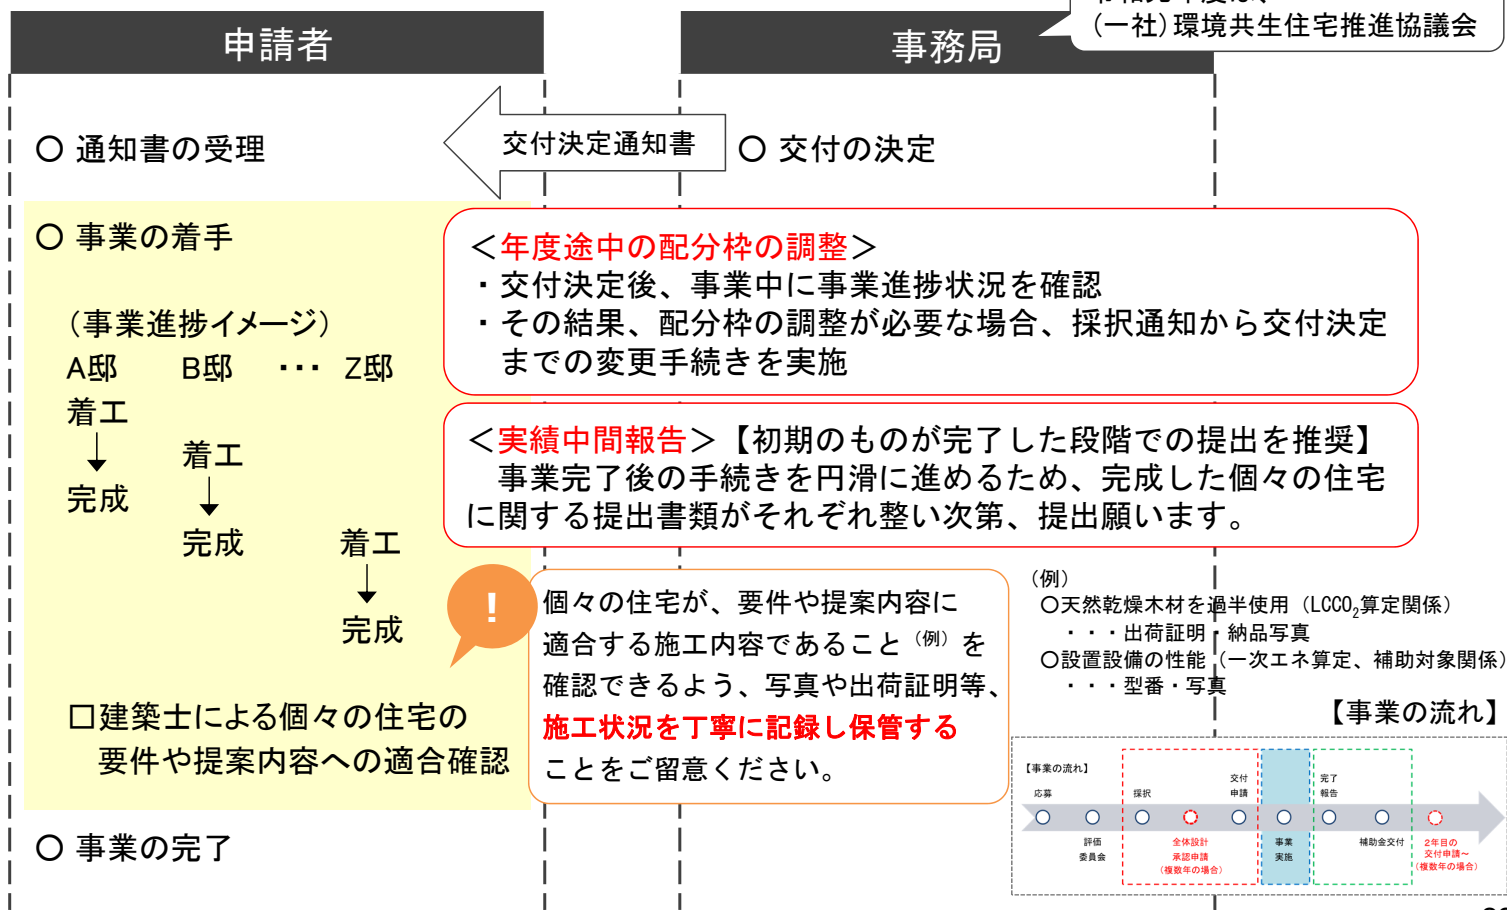 (一社)環境共生住宅推進協議会
申請者
事務局
○ 通知書の受理
交付決定通知書
○ 交付の決定
○ 事業の着手
(事業進捗イメージ)
A邸 B邸 ・・・ Z邸
着工
完成
着工
完成
着工
完成
□建築士による個々の住宅の
要件や提案内容への適合確認
○ 事業の完了
<年度途中の配分枠の調整>
・交付決定後、事業中に事業進捗状況を確認
・その結果、配分枠の調整が必要な場合、採択通知から交付決定
までの変更手続きを実施
<実績中間報告>【初期のものが完了した段階での提出を推奨】
事業完了後の手続きを円滑に進めるため、完成した個々の住宅
に関する提出書類がそれぞれ整い次第、提出願います。
!
個々の住宅が、要件や提案内容に
適合する施工内容であること(例)を
確認できるよう、写真や出荷証明等、
施工状況を丁寧に記録し保管する
ことをご留意ください。
(例)
○天然乾燥木材を過半使用(LCCO₂算定関係)
・・・出荷証明・納品写真
○設置設備の性能(一次エネ算定、補助対象関係)
・・・型番・写真
【事業の流れ】
【事業の流れ】
応募
評価
委員会
採択
全体設計
承認申請
(複数年の場合)
交付
申請
事業
実施
完了
報告
補助金交付
2年目の
交付申請~
(複数年の場合)